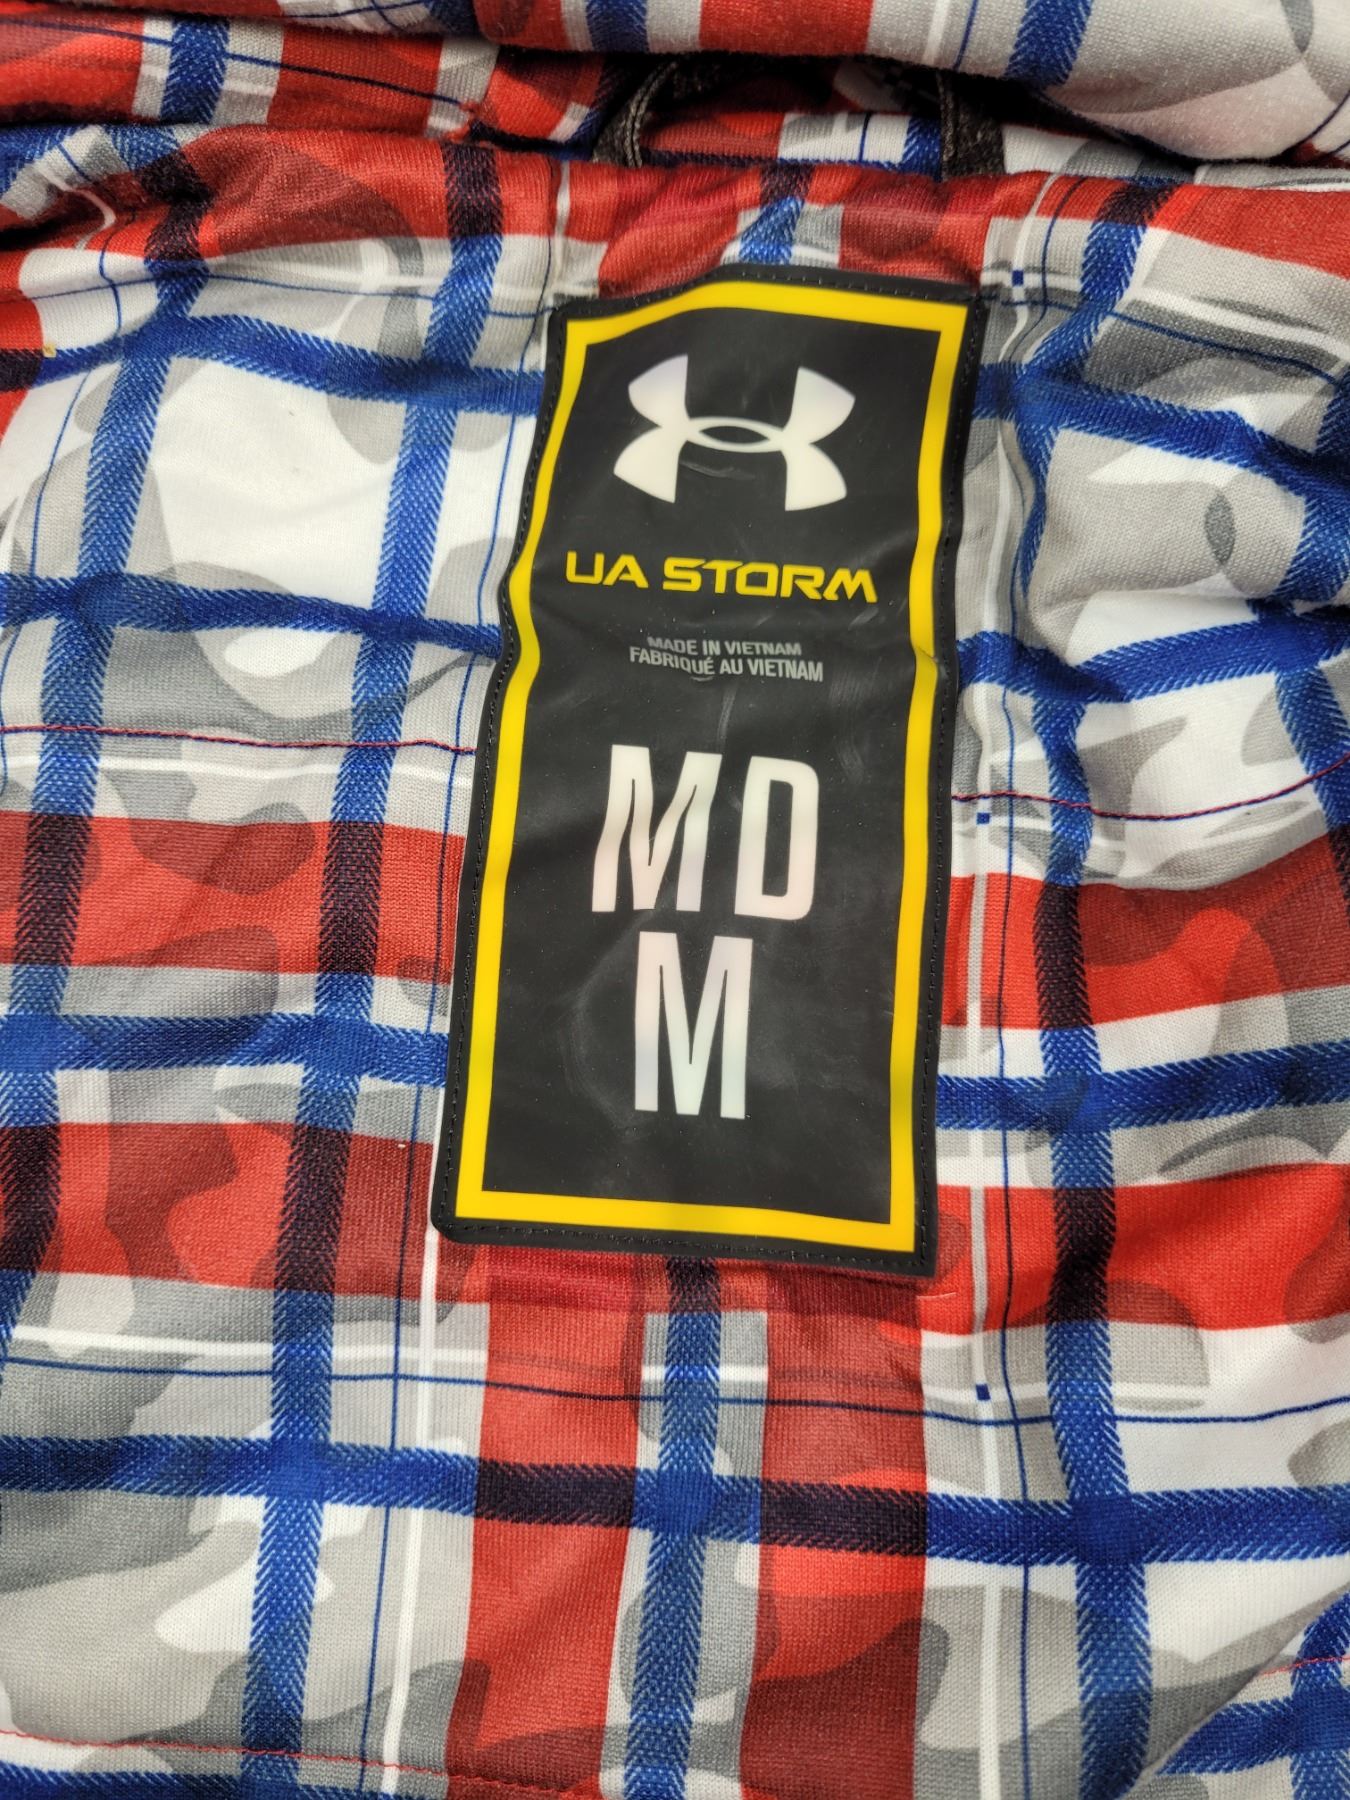 UA STORM
MADE IN VIETNAM
FABRIQUÉ AU VIETNAM
MD
M